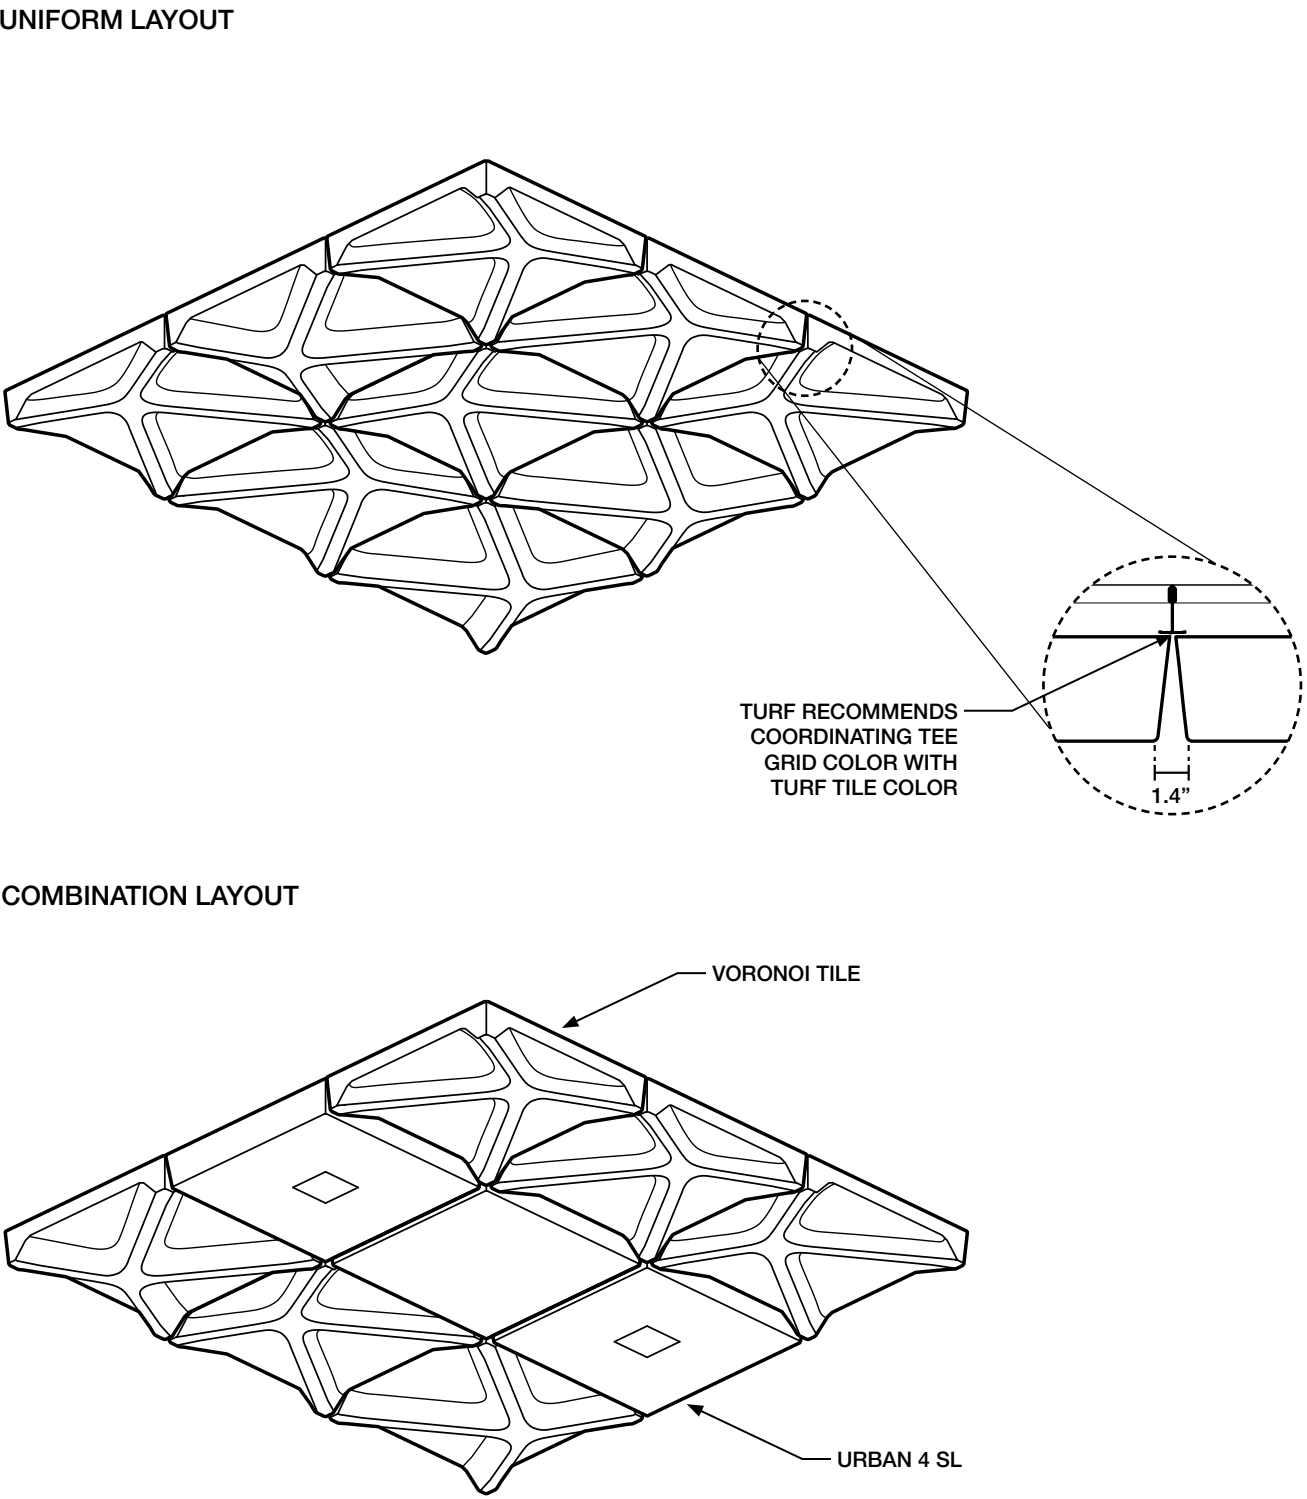 UNIFORM LAYOUT
TURF RECOMMENDS
COORDINATING TEE
GRID COLOR WITH
TURF TILE COLOR
1.4”
COMBINATION LAYOUT
VORONOI TILE
URBAN 4 SL